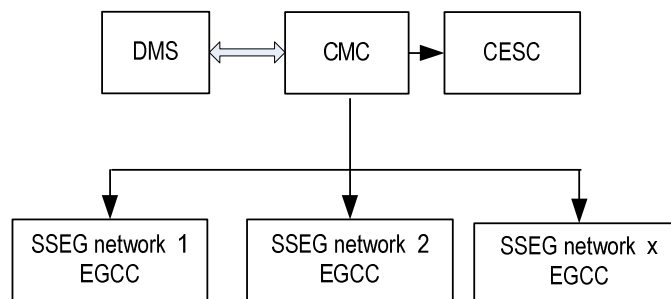 DMS
CMC
CESC
SSEG network 1
EGCC
SSEG network 2
EGCC
SSEG network x
EGCC